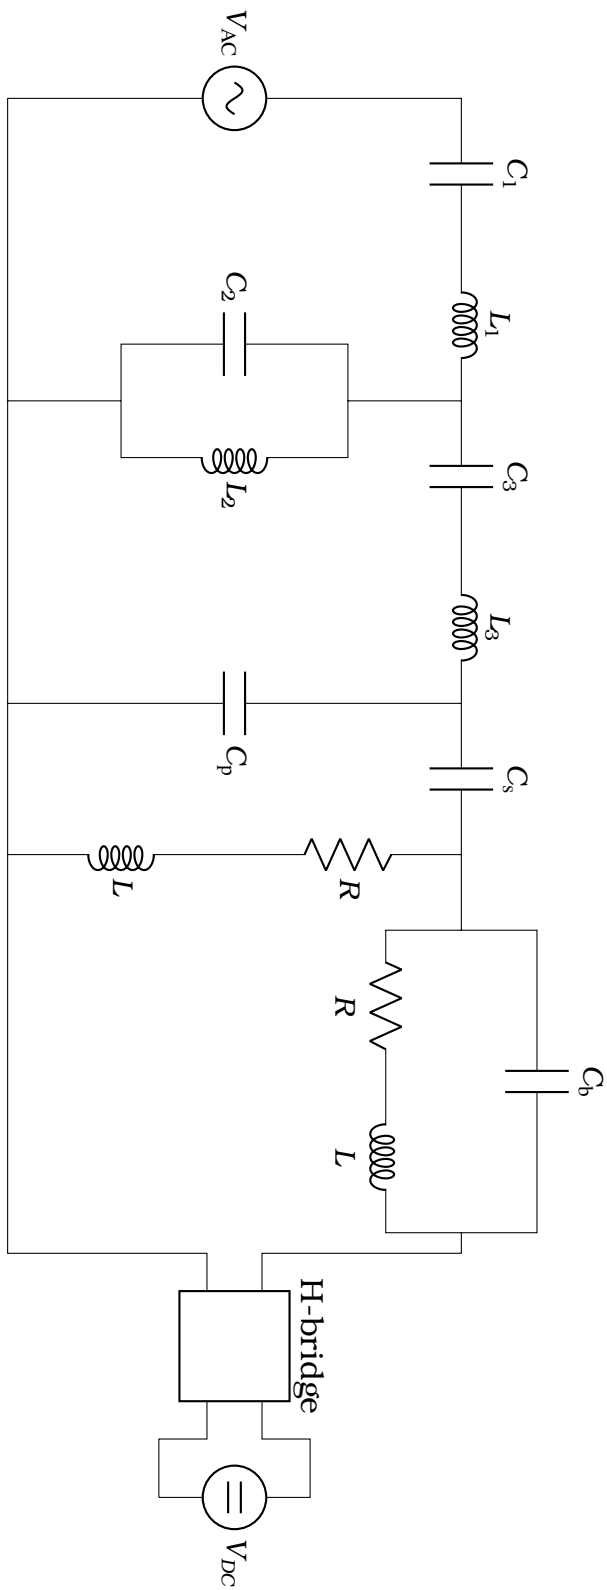 V_AC
C_1
L_1
C_2
L_2
C_3
L_3
C_p
C_s
R
L
C_b
R
L
H-bridge
V_DC